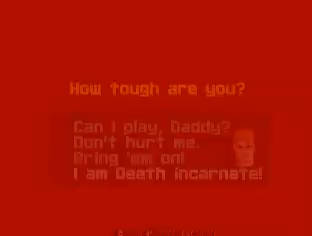 How tough are you?
Can I play, Daddy?
Don't hurt me.
Bring 'em on!
I am Death incarnate!